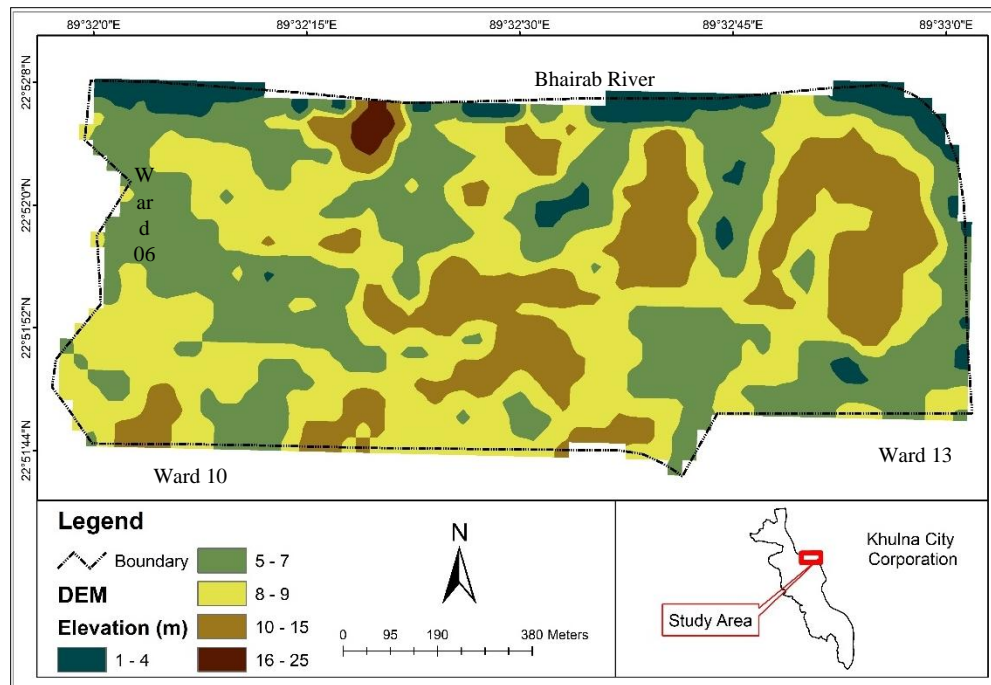 89°32'0"E 89°32'15"E 89°32'30"E 89°32'45"E 89°33'0"E
22°52'8"N
22°52'0"N
22°51'52"N
22°51'44"N
Bhairab River
W
ar
d
06
Ward 10
Ward 13
Legend
Boundary
DEM
Elevation (m)
1 - 4
5 - 7
8 - 9
10 - 15
16 - 25
N
0 95 190 380 Meters
Khulna City
Corporation
Study Area